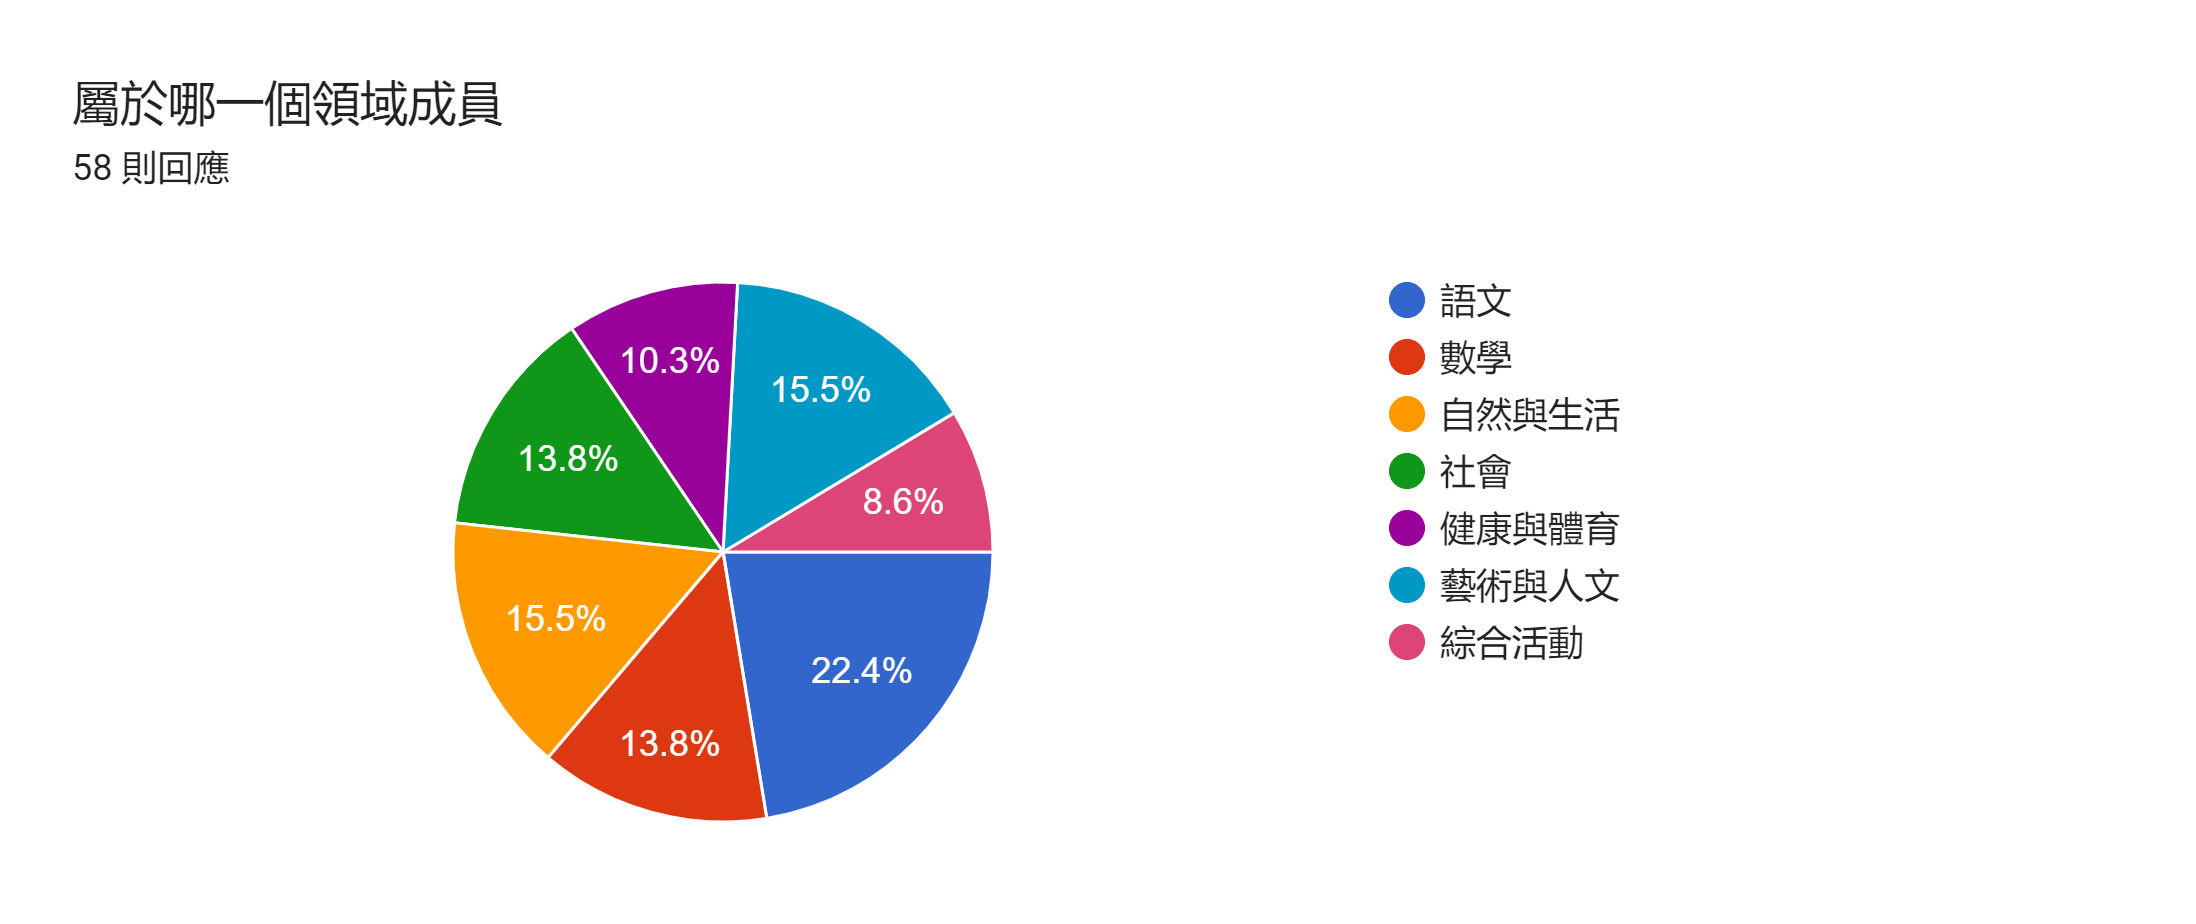 屬於哪一個領域成員
58 則回應
10.3%
15.5%
13.8%
8.6%
15.5%
22.4%
13.8%
語文
數學
自然與生活
社會
健康與體育
藝術與人文
綜合活動